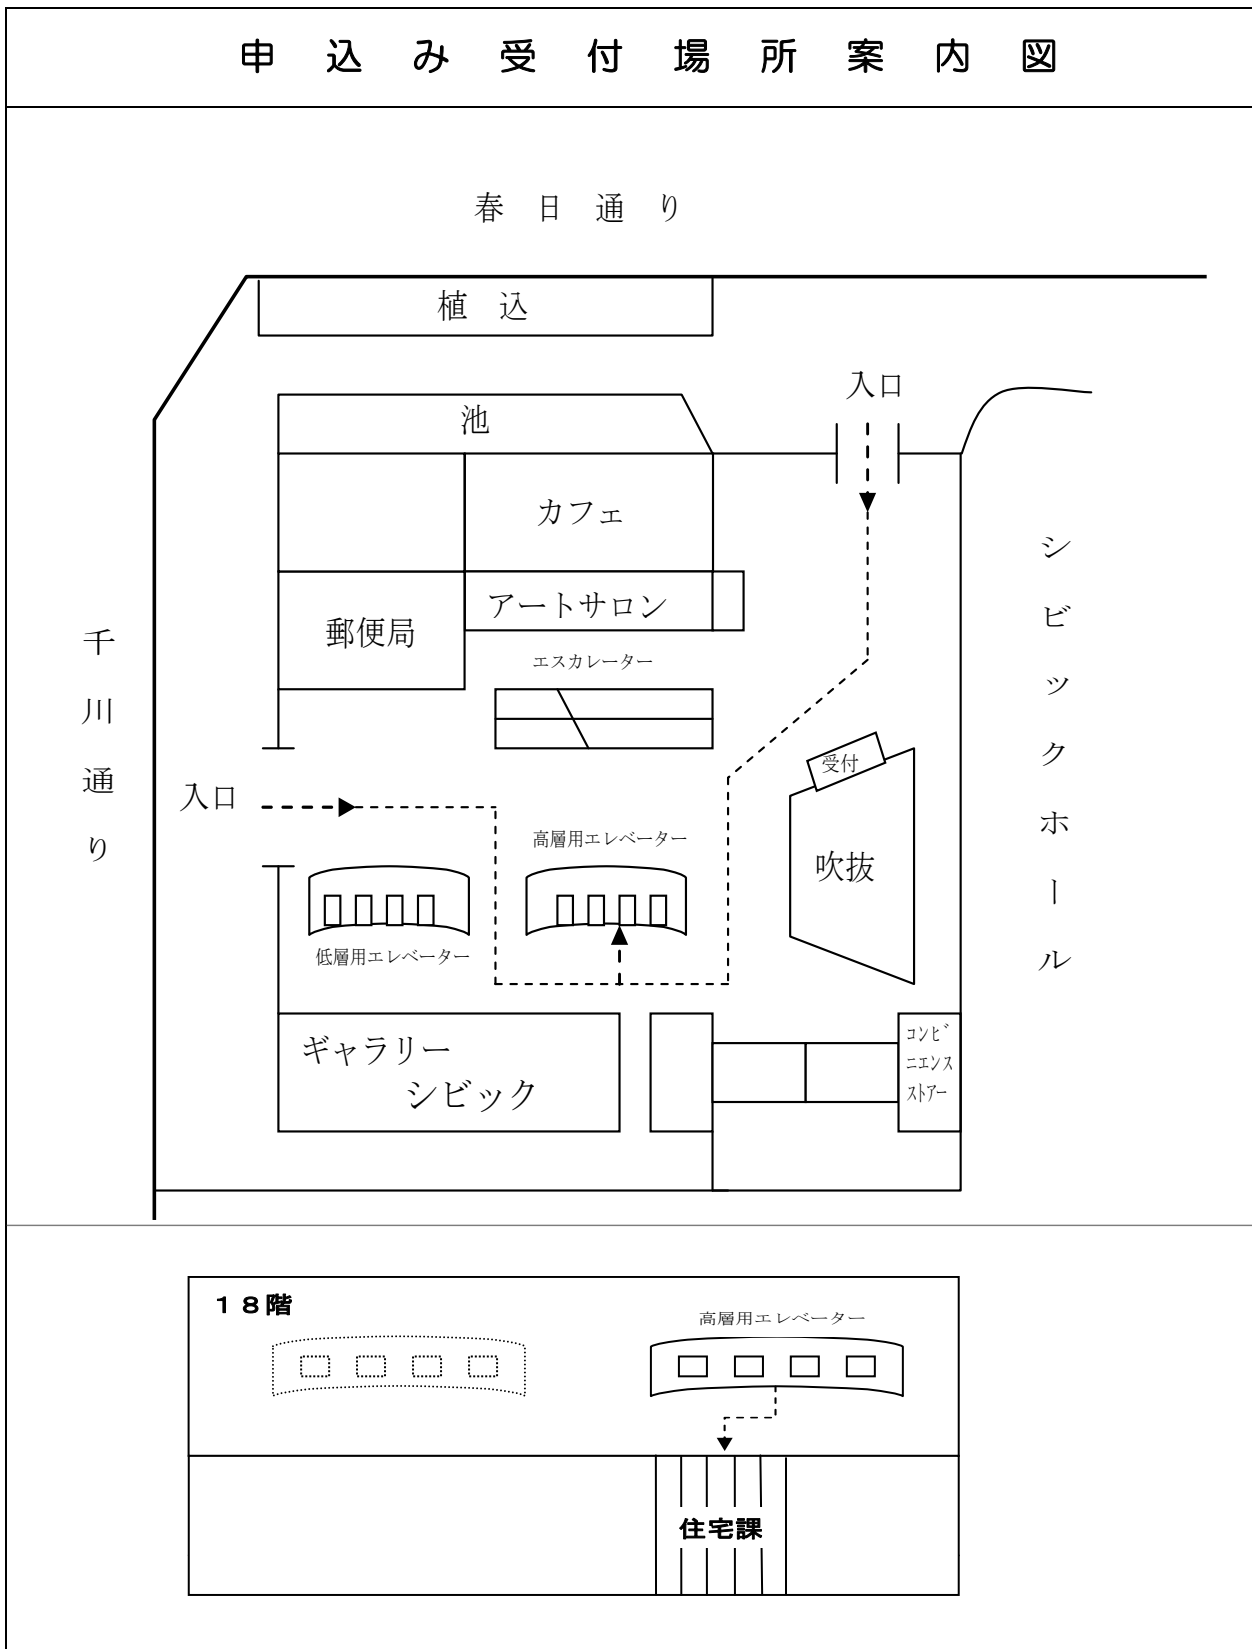 申込み受付場所案内図
春日通り
植込
入口
池
カフェ
シビックホール
アートサロン
郵便局
千川通り
エスカレーター
受付
入口
高層用エレベーター
吹抜
低層用エレベーター
ギャラリー
シビック
コンビ
ニエンス
ストアー
18階
高層用エレベーター
住宅課